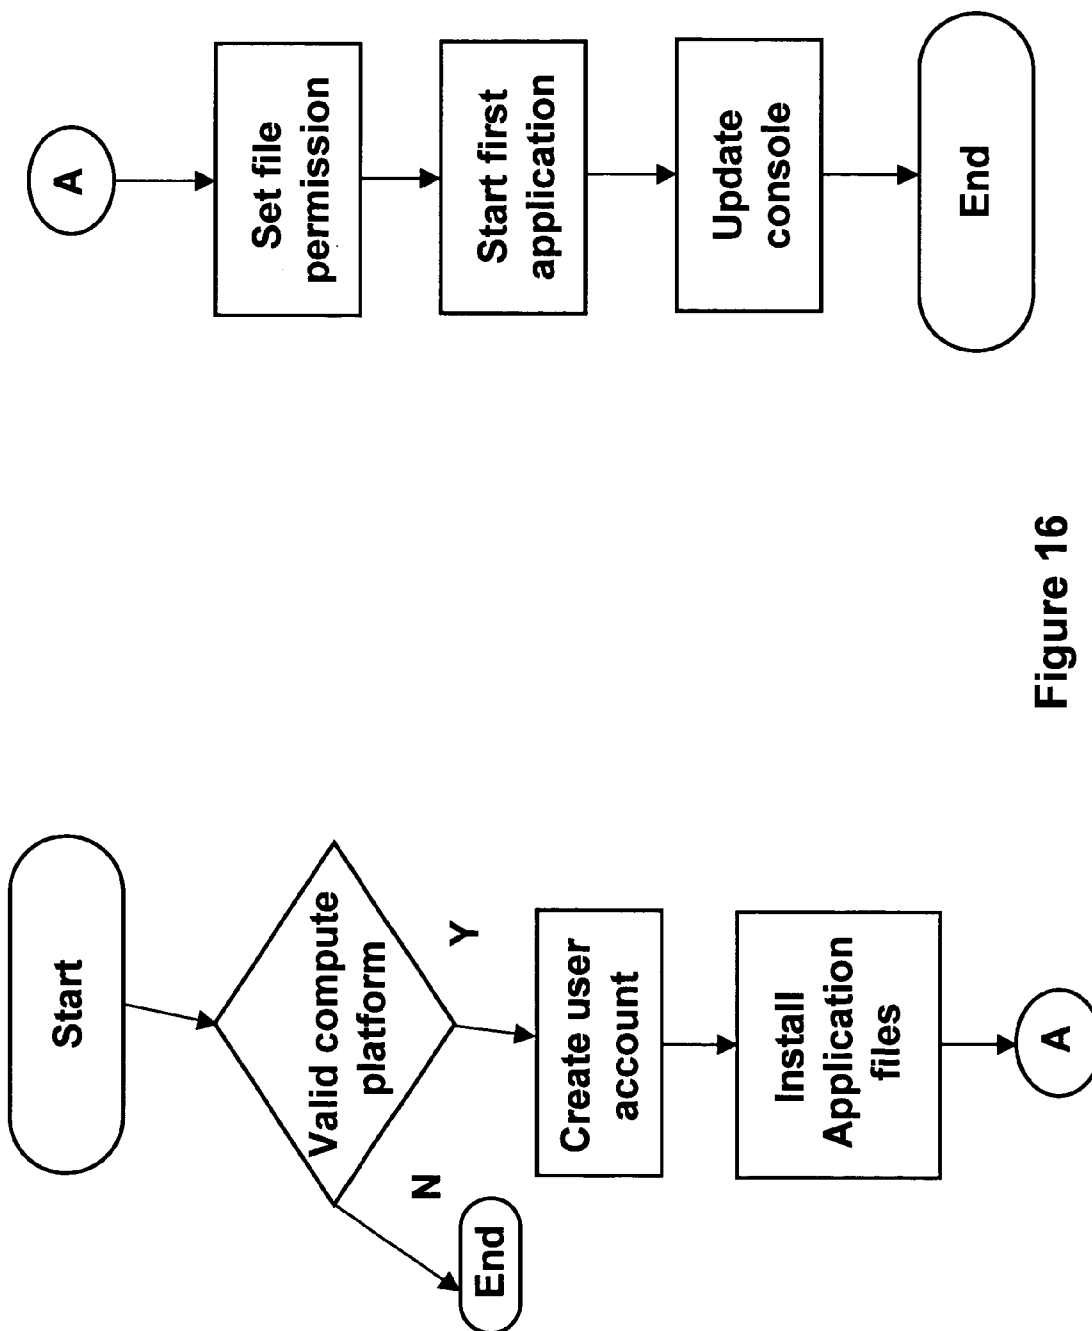 Start
Valid compute
platform
N
Y
End
Create user
account
Install
Application
files
A
A
Set file
permission
Start first
application
Update
console
End
Figure 16